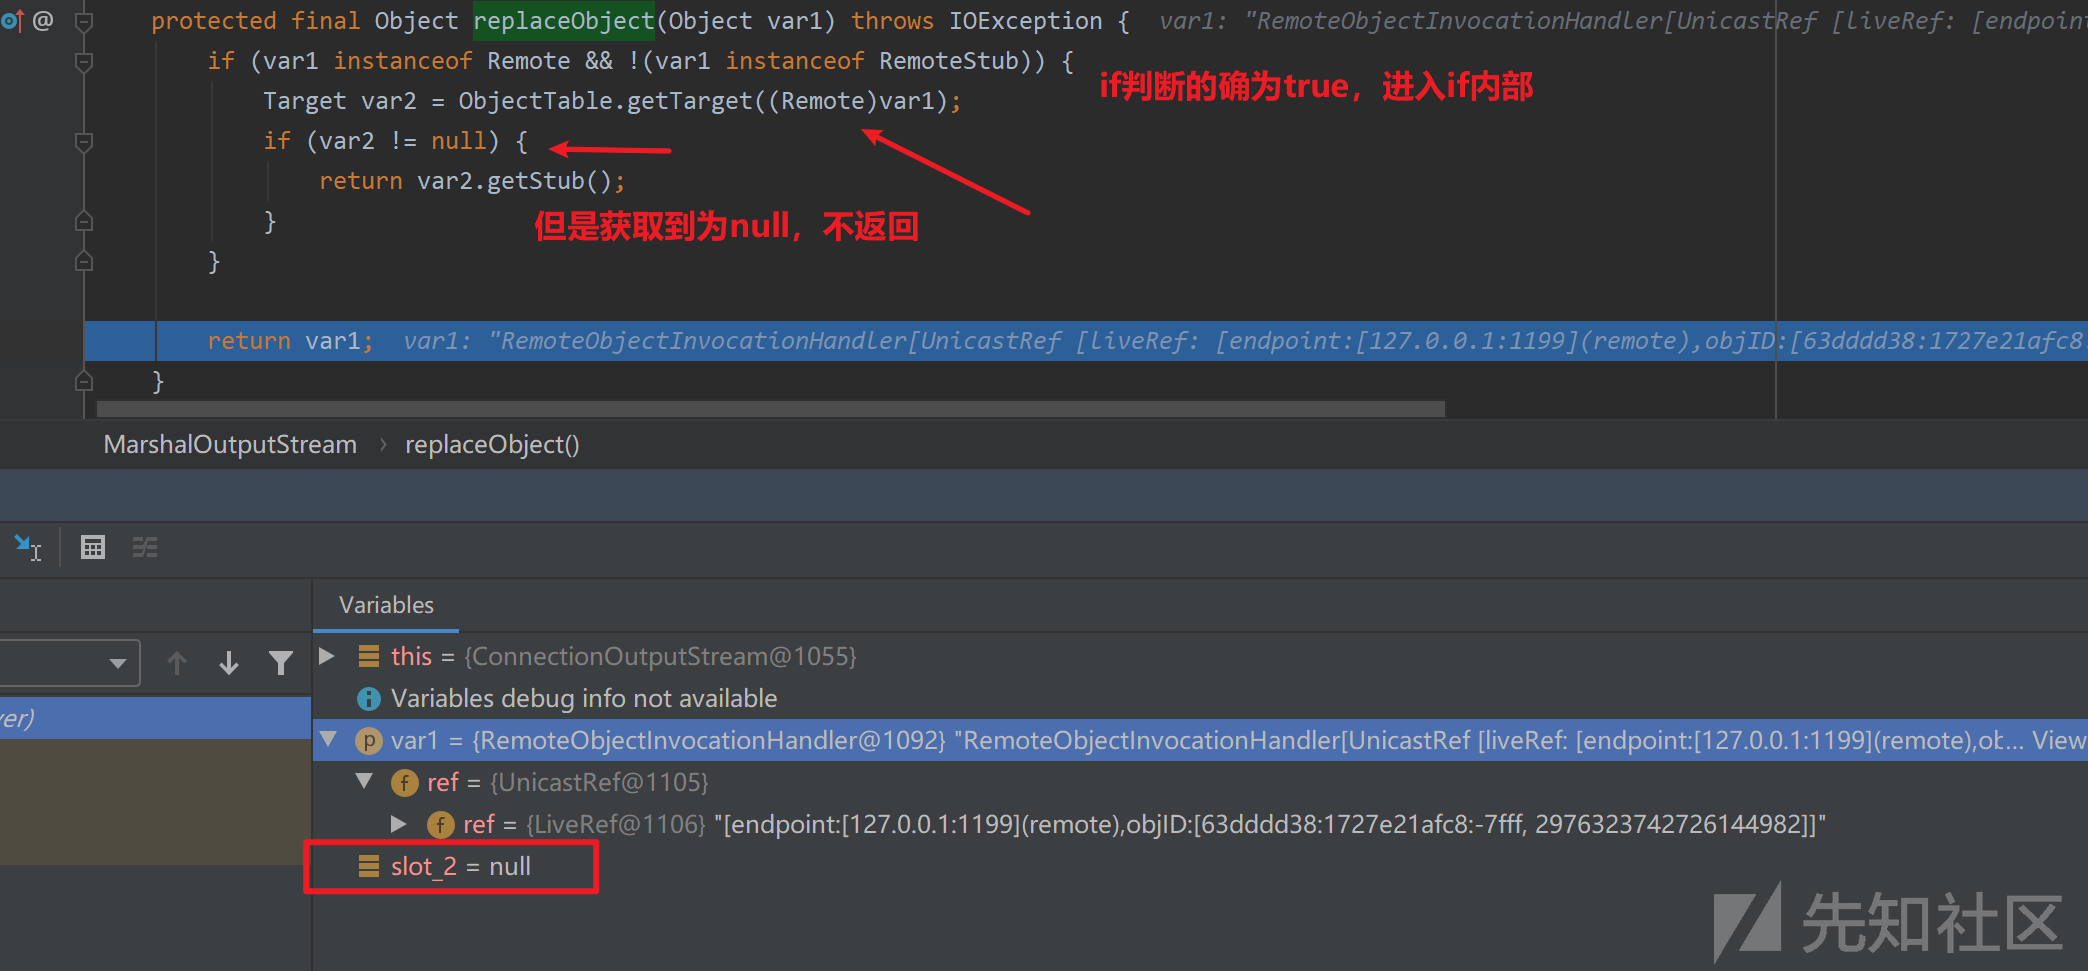 @ protected final Object replaceObject(Object var1) throws IOException { var1: "RemoteObjectInvocationHandler[UnicastRef [liveRef: [endpoint
if (var1 instanceof Remote && !(var1 instanceof RemoteStub)) {
if判断的确为true，进入if内部
Target var2 = ObjectTable.getTarget((Remote)var1);
if (var2 != null) {
return var2.getStub();
但是获取到为null，不返回
}
}
return var1; var1: "RemoteObjectInvocationHandler[UnicastRef [liveRef: [endpoint:[127.0.0.1:1199](remote),objID:[63dddd38:1727e21afc8:
}
MarshalOutputStream › replaceObject()
Variables
this = {ConnectionOutputStream@1055}
Variables debug info not available
ver)
p var1 = {RemoteObjectInvocationHandler@1092} "RemoteObjectInvocationHandler[UnicastRef [liveRef: [endpoint:[127.0.0.1:1199](remote),ob... View
f ref = {UnicastRef@1105}
f ref = {LiveRef@1106} "[endpoint:[127.0.0.1:1199](remote),objID:[63dddd38:1727e21afc8:-7fff, 2976323742726144982]]"
slot_2 = null
先知社区